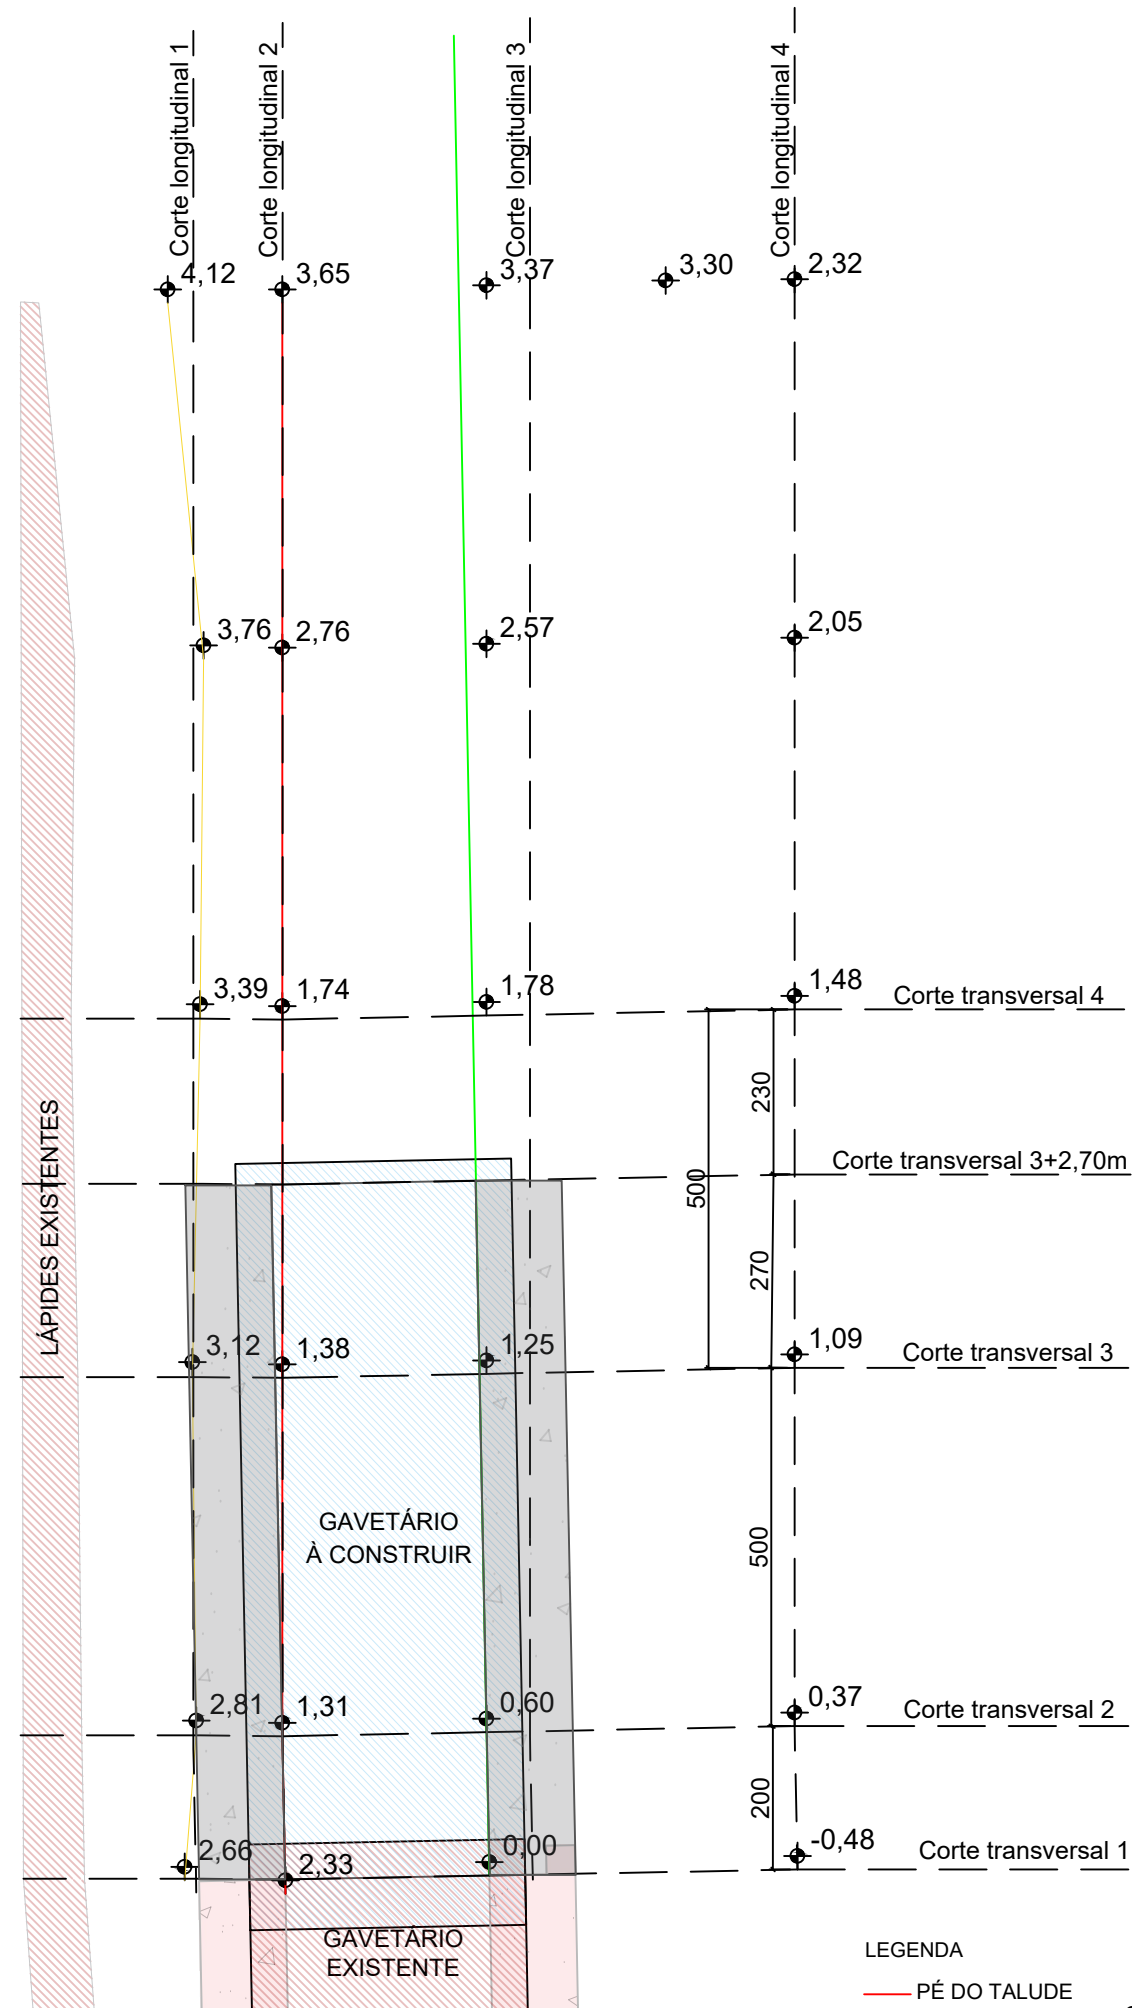 Corte longitudinal 1
Corte longitudinal 2
Corte longitudinal 3
Corte longitudinal 4
4,12
3,65
3,37
3,30
2,32
3,76
2,76
2,57
2,05
3,39
1,74
1,78
1,48
Corte transversal 4
230
LÁPIDES EXISTENTES
500
Corte transversal 3+2,70m
270
3,12
1,38
1,25
1,09
Corte transversal 3
GAVETÁRIO
À CONSTRUIR
500
2,81
1,31
0,60
0,37
Corte transversal 2
200
2,66
2,33
0,00
-0,48
Corte transversal 1
GAVETÁRIO
EXISTENTE
LEGENDA
PÉ DO TALUDE